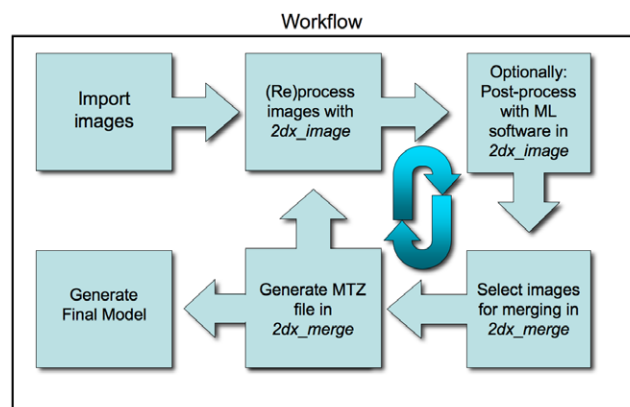 Workflow
Import
images
(Re)process
images with
2dx_image
Optionally:
Post-process
with ML
software in
2dx_image
Generate
Final Model
Generate MTZ
file in
2dx_merge
Select images
for merging in
2dx_merge